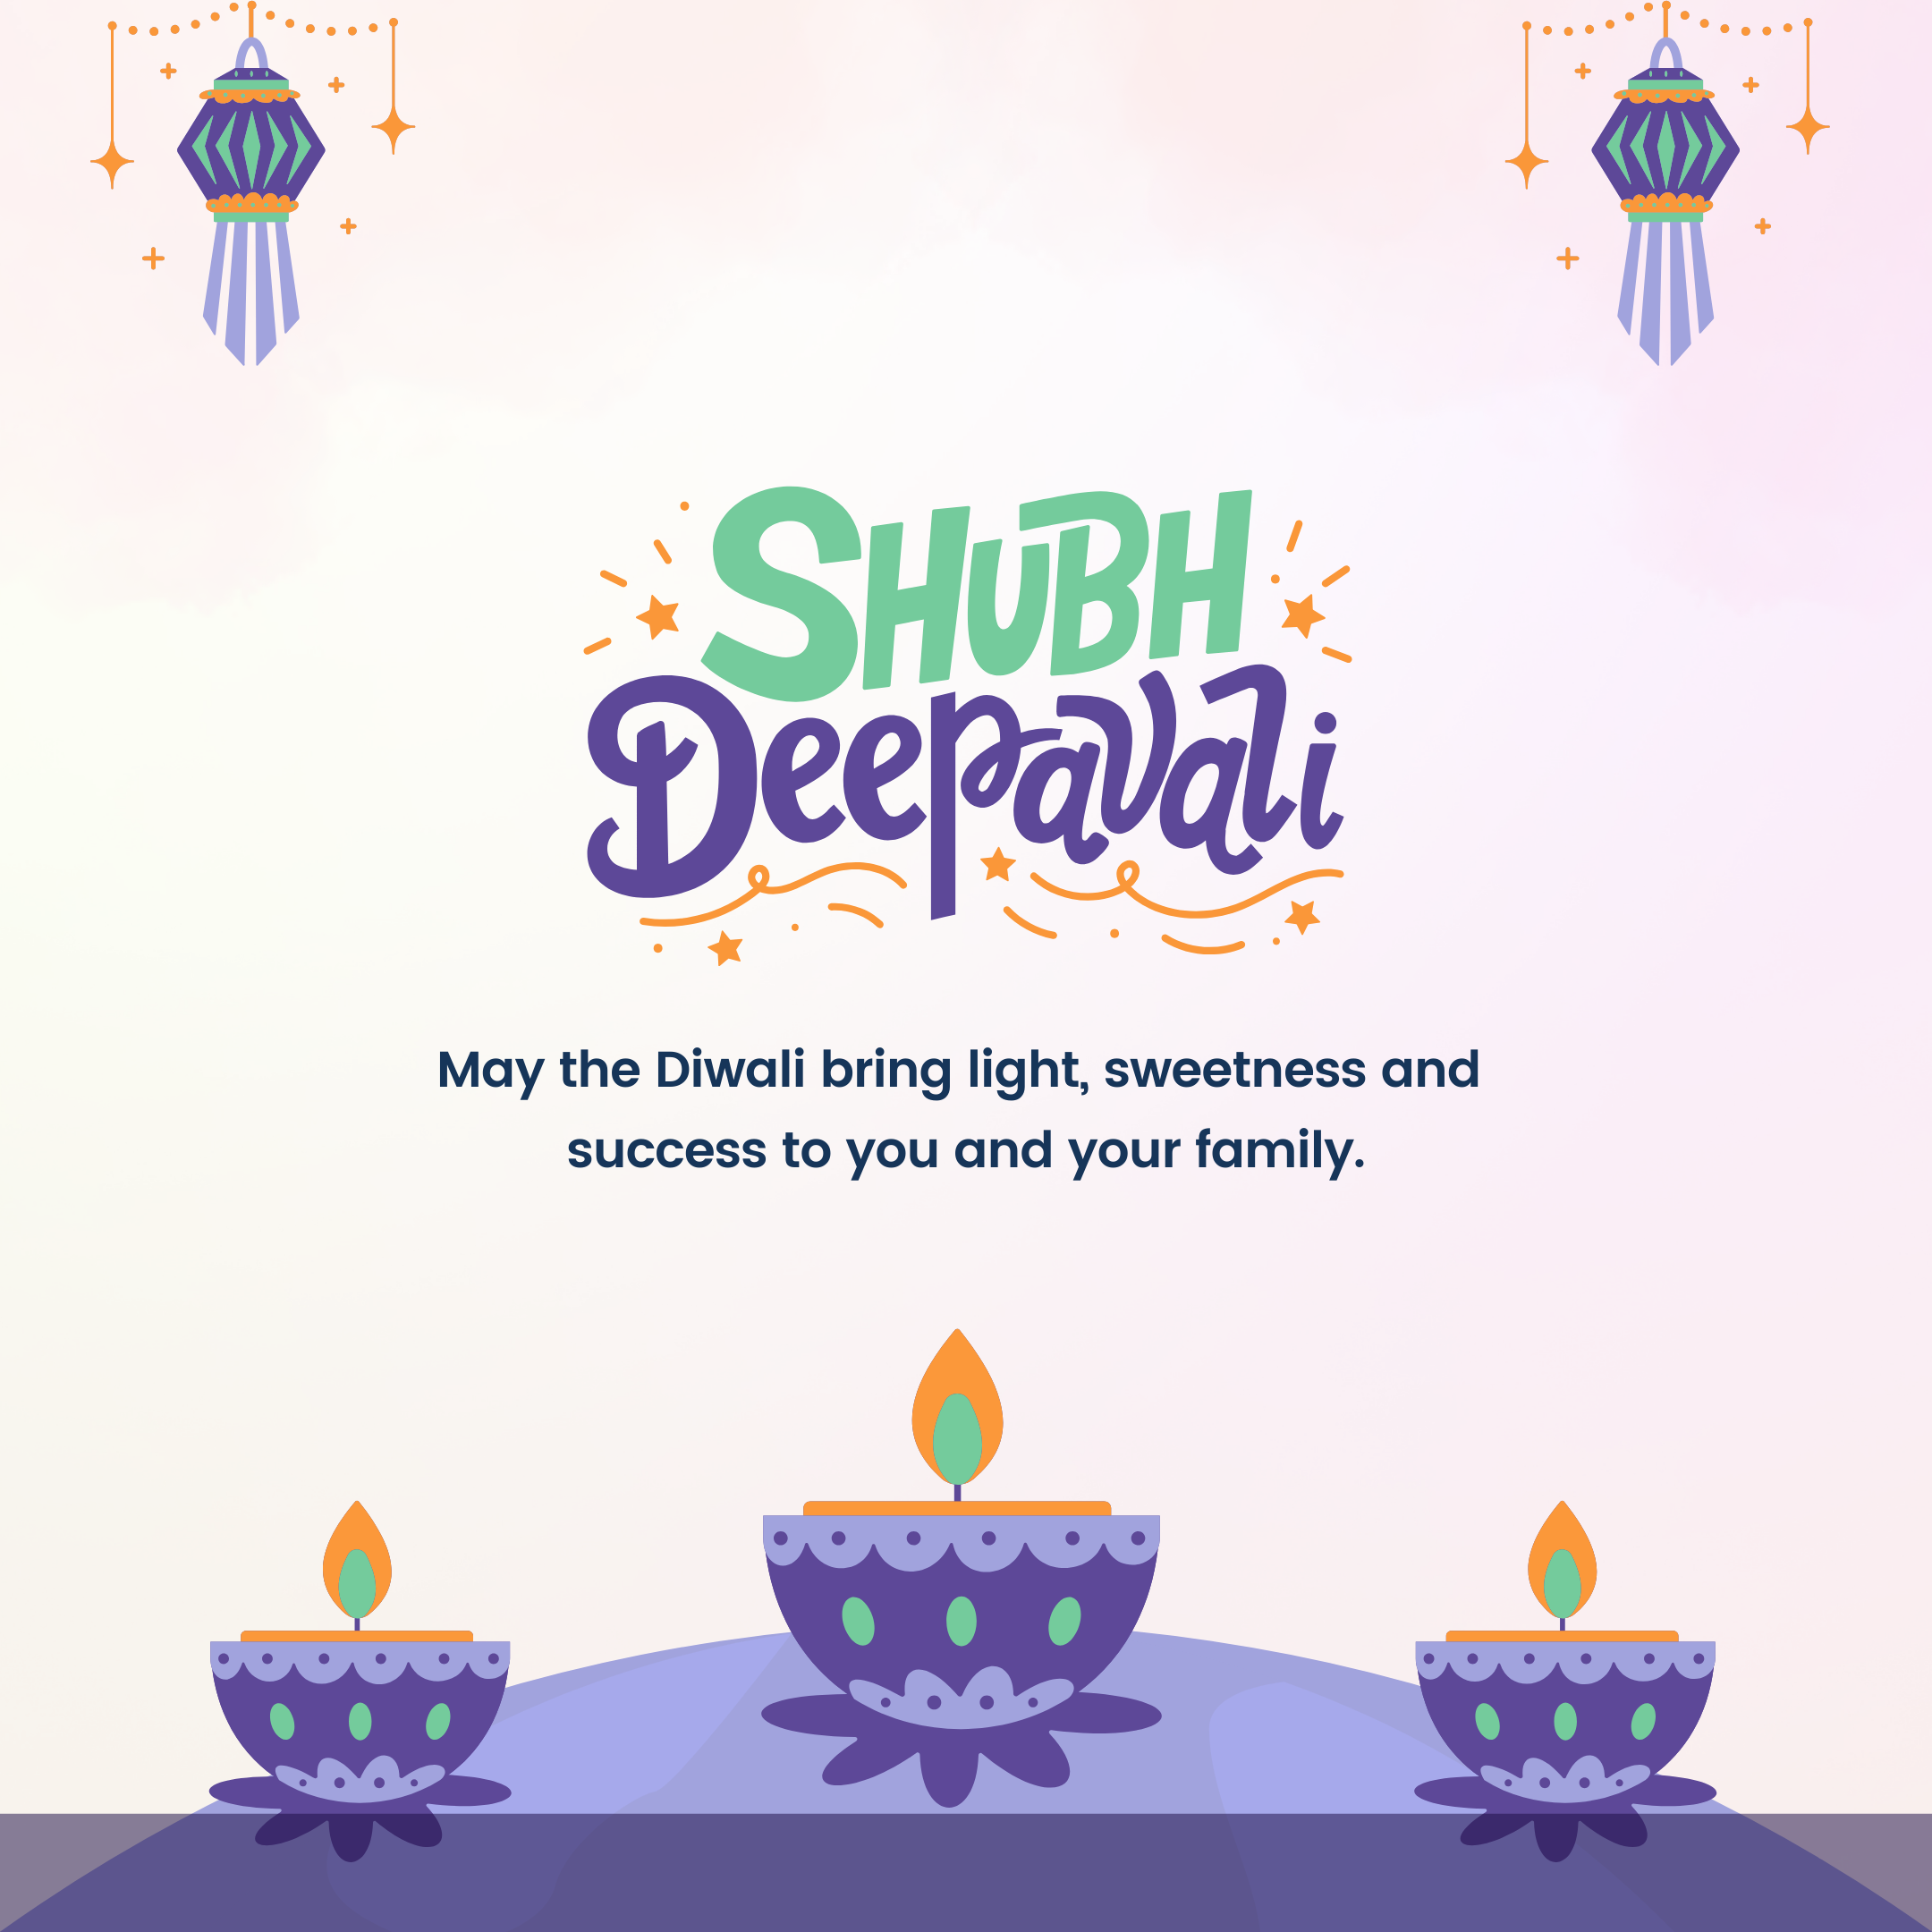 SHUBH
Deepavali
May the Diwali bring light, sweetness and
success to you and your family.